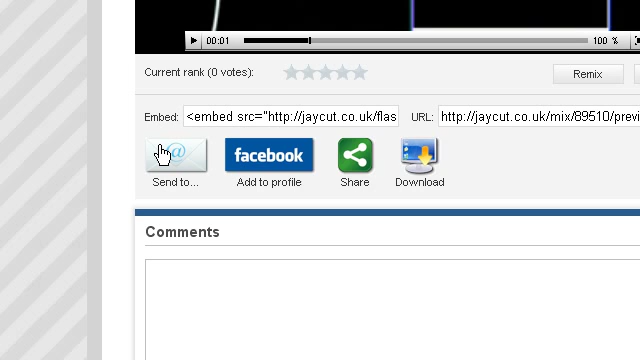 00:01 100 %
Current rank (0 votes): Remix
Embed: <embed src="http://jaycut.co.uk/flas URL: http://jaycut.co.uk/mix/89510/previ
@ facebook
Send to... Add to profile Share Download
Comments